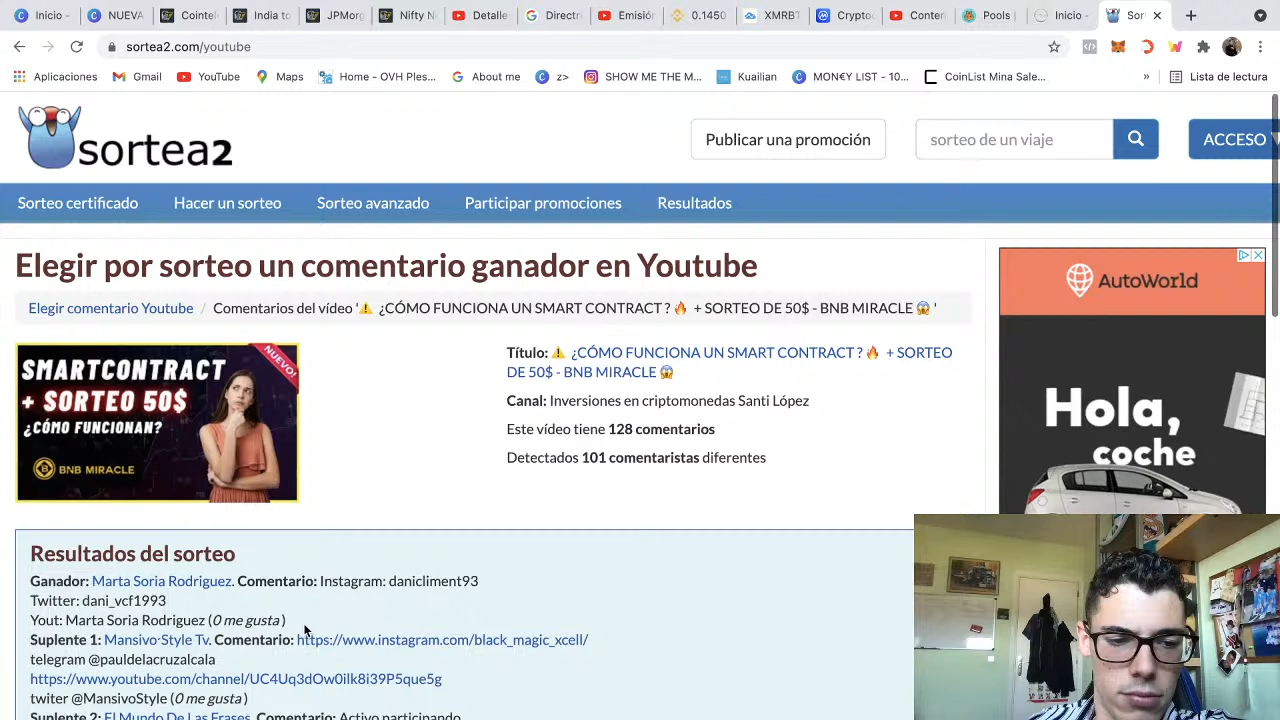 Inicio -
NUEVA
Cointel
India to
JPMorg
Nifty Ne
Detalle
Directri
Emisión
0.1450
XMRBT
Crypto
Conten
Pools |
Inicio -
Sor
sortea2.com/youtube
Aplicaciones
Gmail
YouTube
Maps
Home - OVH Ples...
About me
z>
SHOW ME THE M...
Kuailian
MON€Y LIST - 10...
CoinList Mina Sale...
»
Lista de lectura
sortea2
Publicar una promoción
sorteo de un viaje
ACCESO
Sorteo certificado
Hacer un sorteo
Sorteo avanzado
Participar promociones
Resultados
Elegir por sorteo un comentario ganador en Youtube
Elegir comentario Youtube / Comentarios del vídeo '⚠️ ¿CÓMO FUNCIONA UN SMART CONTRACT ? 🔥 + SORTEO DE 50$ - BNB MIRACLE 😱 '
SMARTCONTRACT
+ SORTEO 50$
¿CÓMO FUNCIONAN?
BNB MIRACLE
NUEVO!
Título: ⚠️ ¿CÓMO FUNCIONA UN SMART CONTRACT ? 🔥 + SORTEO
DE 50$ - BNB MIRACLE 😱
Canal: Inversiones en criptomonedas Santi López
Este vídeo tiene 128 comentarios
Detectados 101 comentaristas diferentes
AutoWorld
Hola,
coche
Resultados del sorteo
Ganador: Marta Soria Rodriguez. Comentario: Instagram: danicliment93
Twitter: dani_vcf1993
Yout: Marta Soria Rodriguez (0 me gusta )
Suplente 1: Mansivo·Style Tv. Comentario: https://www.instagram.com/black_magic_xcell/
telegram @pauldelacruzalcala
https://www.youtube.com/channel/UC4Uq3dOw0ilk8i39P5que5g
twiter @MansivoStyle (0 me gusta )
Suplente 2: El Mundo De Las Frases. Comentario: Activo participando